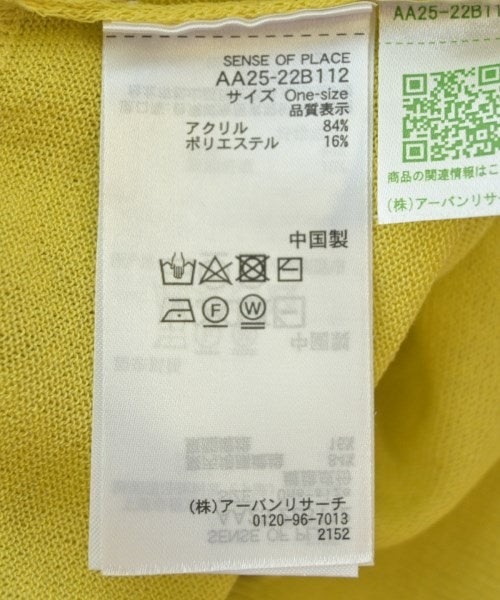 SENSE OF PLACE
AA25-22B112
サイズ One-size
品質表示
アクリル 84%
ポリエステル 16%
中国製
F W
(株)アーバンリサーチ
0120-96-7013
2152
AA25-22B11
商品の関連情報はこ
(株)アーバンリサー